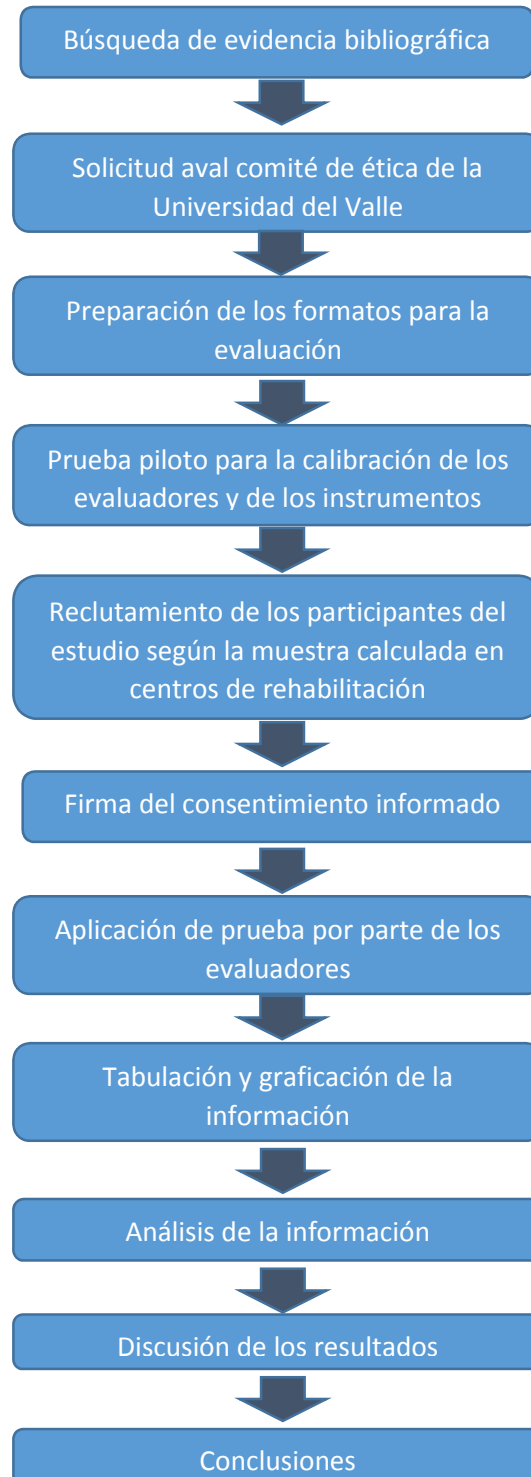 Búsqueda de evidencia bibliográfica
Solicitud aval comité de ética de la
Universidad del Valle
Preparación de los formatos para la
evaluación
Prueba piloto para la calibración de los
evaluadores y de los instrumentos
Reclutamiento de los participantes del
estudio según la muestra calculada en
centros de rehabilitación
Firma del consentimiento informado
Aplicación de prueba por parte de los
evaluadores
Tabulación y graficación de la
información
Análisis de la información
Discusión de los resultados
Conclusiones